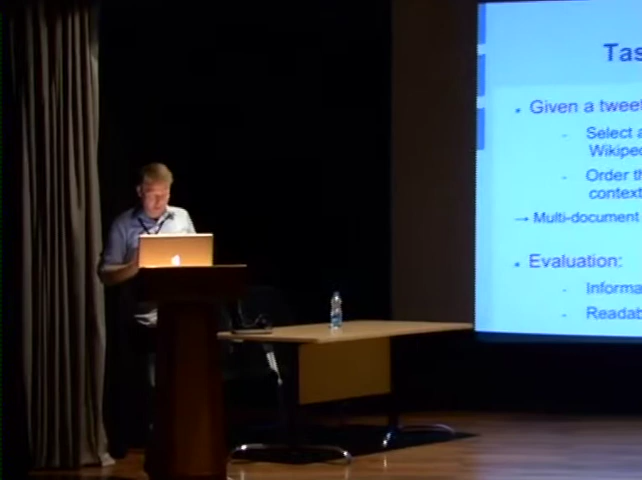 Tas
• Given a tweet
- Select a
Wikiped
- Order th
context
→ Multi-document
• Evaluation:
- Informa
- Readab